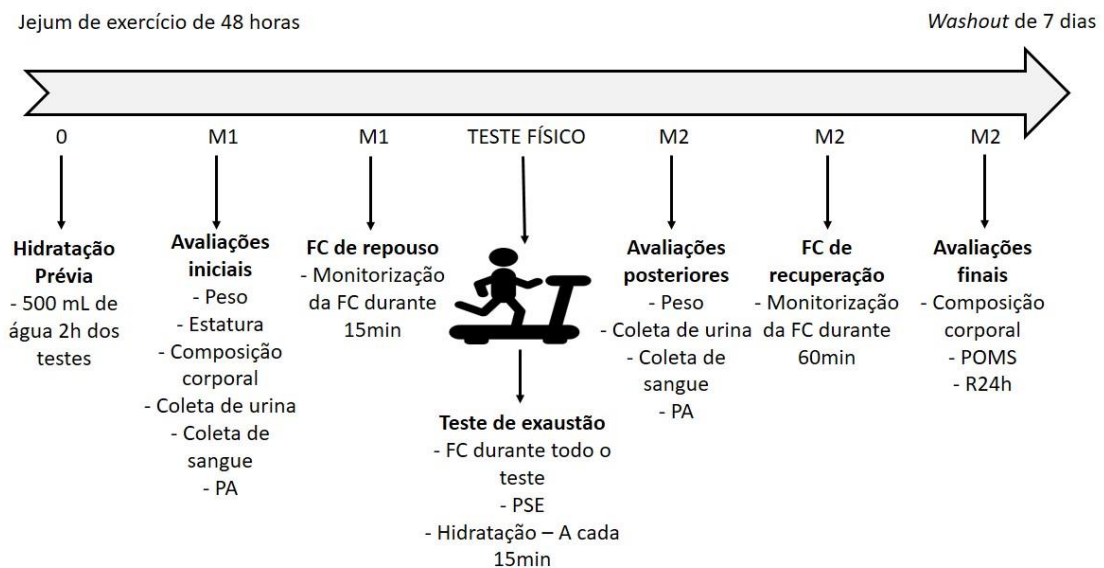 Jejum de exercício de 48 horas
Washout de 7 dias
0
M1
M1
TESTE FÍSICO
M2
M2
M2
Hidratação
Prévia
- 500 mL de
água 2h dos
testes
Avaliações
iniciais
- Peso
- Estatura
- Composição
corporal
- Coleta de urina
- Coleta de
sangue
- PA
FC de repouso
- Monitorização
da FC durante
15min
Teste de exaustão
- FC durante todo o
teste
- PSE
- Hidratação – A cada
15min
Avaliações
posteriores
- Peso
- Coleta de urina
- Coleta de
sangue
- PA
FC de
recuperação
- Monitorização
da FC durante
60min
Avaliações
finais
- Composição
corporal
- POMS
- R24h